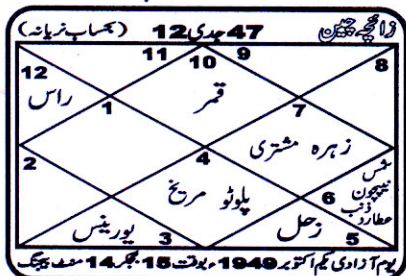 زائچہ چین 47 جدی 12 (بحساب نریانہ)
9 10 11
8
12
راس
قمر
1
7
زہرہ مشتری
2
4
پلوٹو مریخ
شمس
نیپچون
ذنب
عطارد
6
زحل
5
یورینس
3
یوم آزادی یکم اکتوبر 1949ء بوقت 15 بجکر 14 منٹ پیجنگ